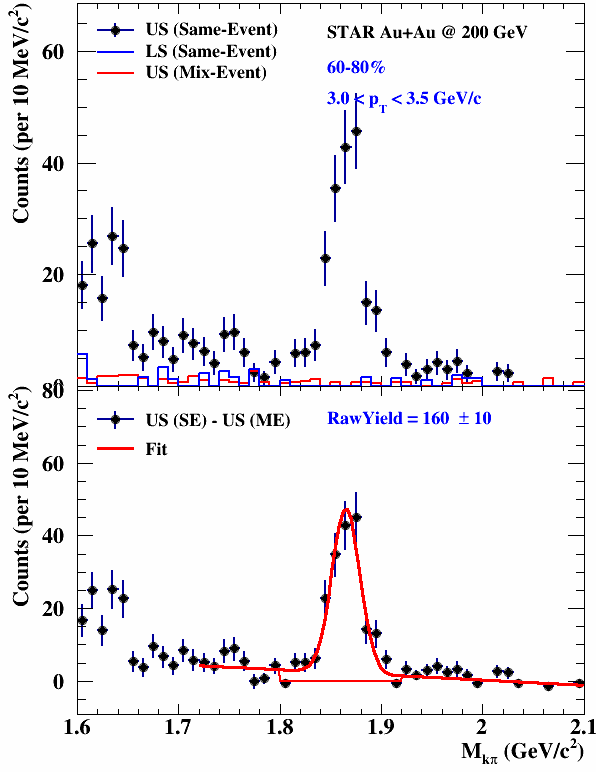 US (Same-Event)
LS (Same-Event)
US (Mix-Event)
STAR Au+Au @ 200 GeV
60-80%
3.0 < p_T < 3.5 GeV/c
Counts (per 10 MeV/c²)
60
40
20
80
US (SE) - US (ME)
Fit
RawYield = 160 ± 10
Counts (per 10 MeV/c²)
60
40
20
0
1.6 1.7 1.8 1.9 2 2.1
M_kπ (GeV/c²)